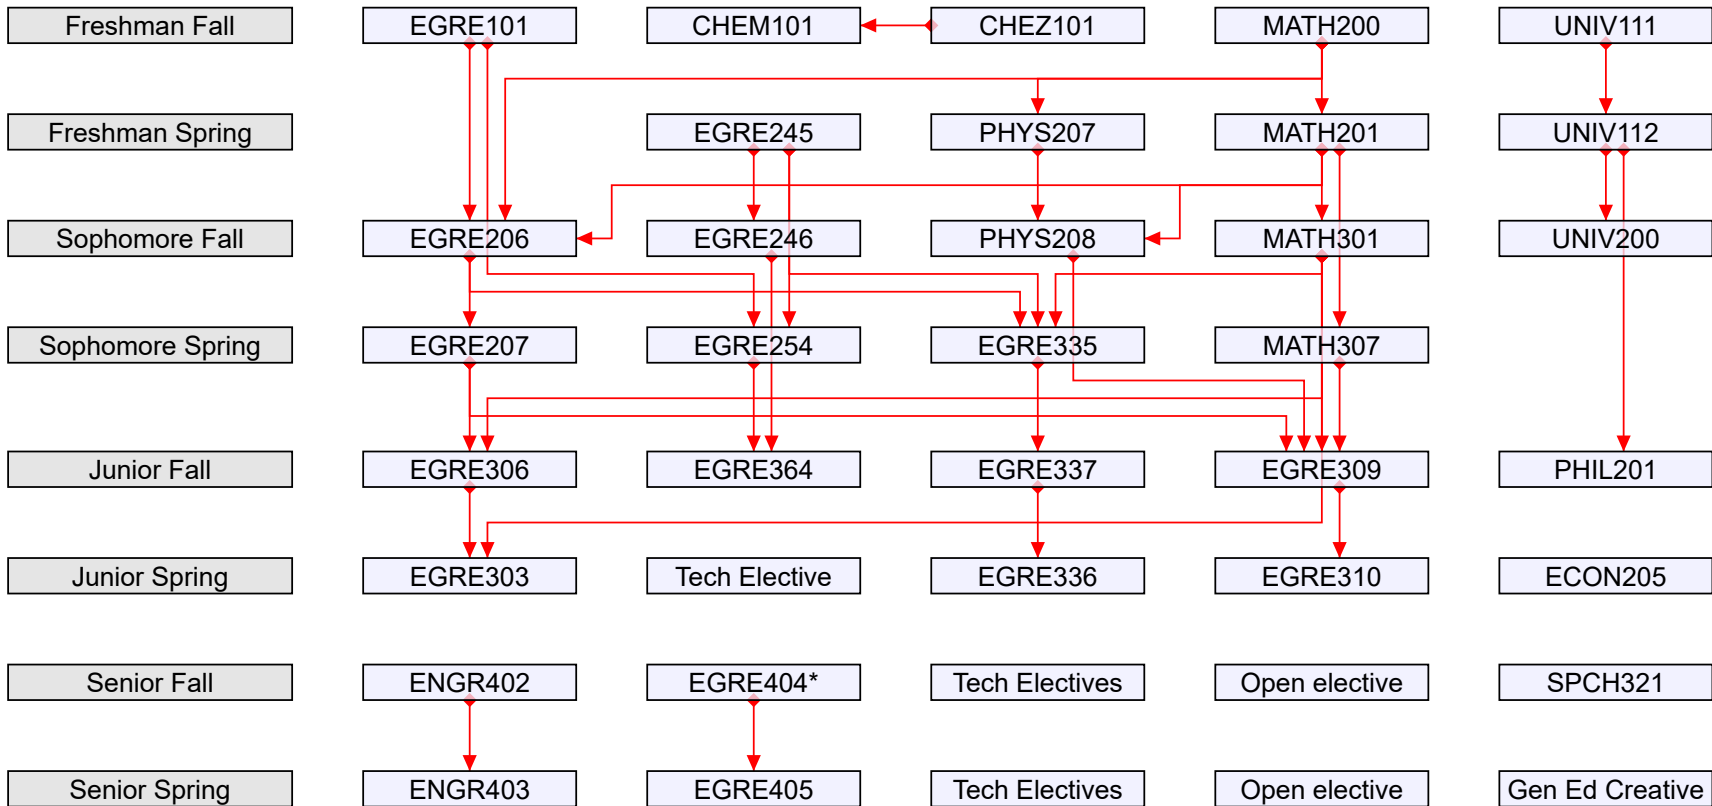 Freshman Fall
EGRE101
CHEM101
CHEZ101
MATH200
UNIV111
Freshman Spring
EGRE245
PHYS207
MATH201
UNIV112
Sophomore Fall
EGRE206
EGRE246
PHYS208
MATH301
UNIV200
Sophomore Spring
EGRE207
EGRE254
EGRE335
MATH307
Junior Fall
EGRE306
EGRE364
EGRE337
EGRE309
PHIL201
Junior Spring
EGRE303
Tech Elective
EGRE336
EGRE310
ECON205
Senior Fall
ENGR402
EGRE404*
Tech Electives
Open elective
SPCH321
Senior Spring
ENGR403
EGRE405
Tech Electives
Open elective
Gen Ed Creative